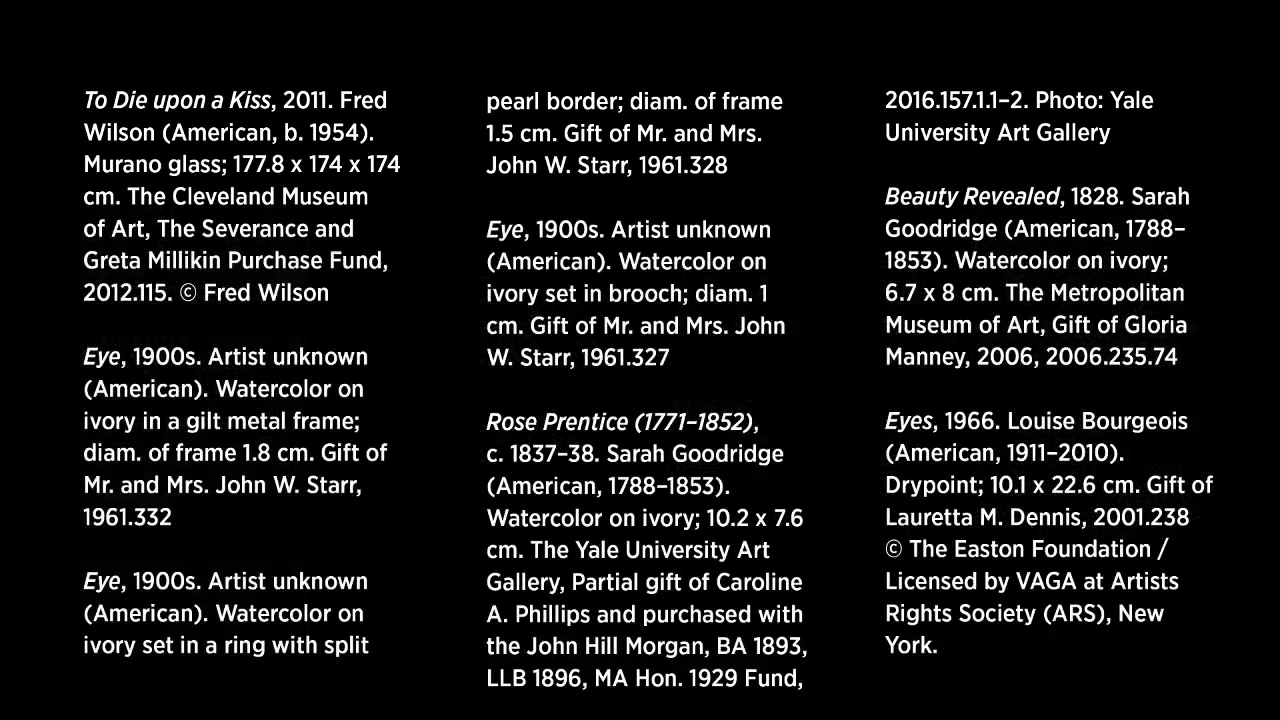 To Die upon a Kiss, 2011. Fred
Wilson (American, b. 1954).
Murano glass; 177.8 x 174 x 174
cm. The Cleveland Museum
of Art, The Severance and
Greta Millikin Purchase Fund,
2012.115. © Fred Wilson
Eye, 1900s. Artist unknown
(American). Watercolor on
ivory in a gilt metal frame;
diam. of frame 1.8 cm. Gift of
Mr. and Mrs. John W. Starr,
1961.332
Eye, 1900s. Artist unknown
(American). Watercolor on
ivory set in a ring with split
pearl border; diam. of frame
1.5 cm. Gift of Mr. and Mrs.
John W. Starr, 1961.328
Eye, 1900s. Artist unknown
(American). Watercolor on
ivory set in brooch; diam. 1
cm. Gift of Mr. and Mrs. John
W. Starr, 1961.327
Rose Prentice (1771–1852),
c. 1837–38. Sarah Goodridge
(American, 1788–1853).
Watercolor on ivory; 10.2 x 7.6
cm. The Yale University Art
Gallery, Partial gift of Caroline
A. Phillips and purchased with
the John Hill Morgan, BA 1893,
LLB 1896, MA Hon. 1929 Fund,
2016.157.1.1–2. Photo: Yale
University Art Gallery
Beauty Revealed, 1828. Sarah
Goodridge (American, 1788–
1853). Watercolor on ivory;
6.7 x 8 cm. The Metropolitan
Museum of Art, Gift of Gloria
Manney, 2006, 2006.235.74
Eyes, 1966. Louise Bourgeois
(American, 1911–2010).
Drypoint; 10.1 x 22.6 cm. Gift of
Lauretta M. Dennis, 2001.238
© The Easton Foundation /
Licensed by VAGA at Artists
Rights Society (ARS), New
York.